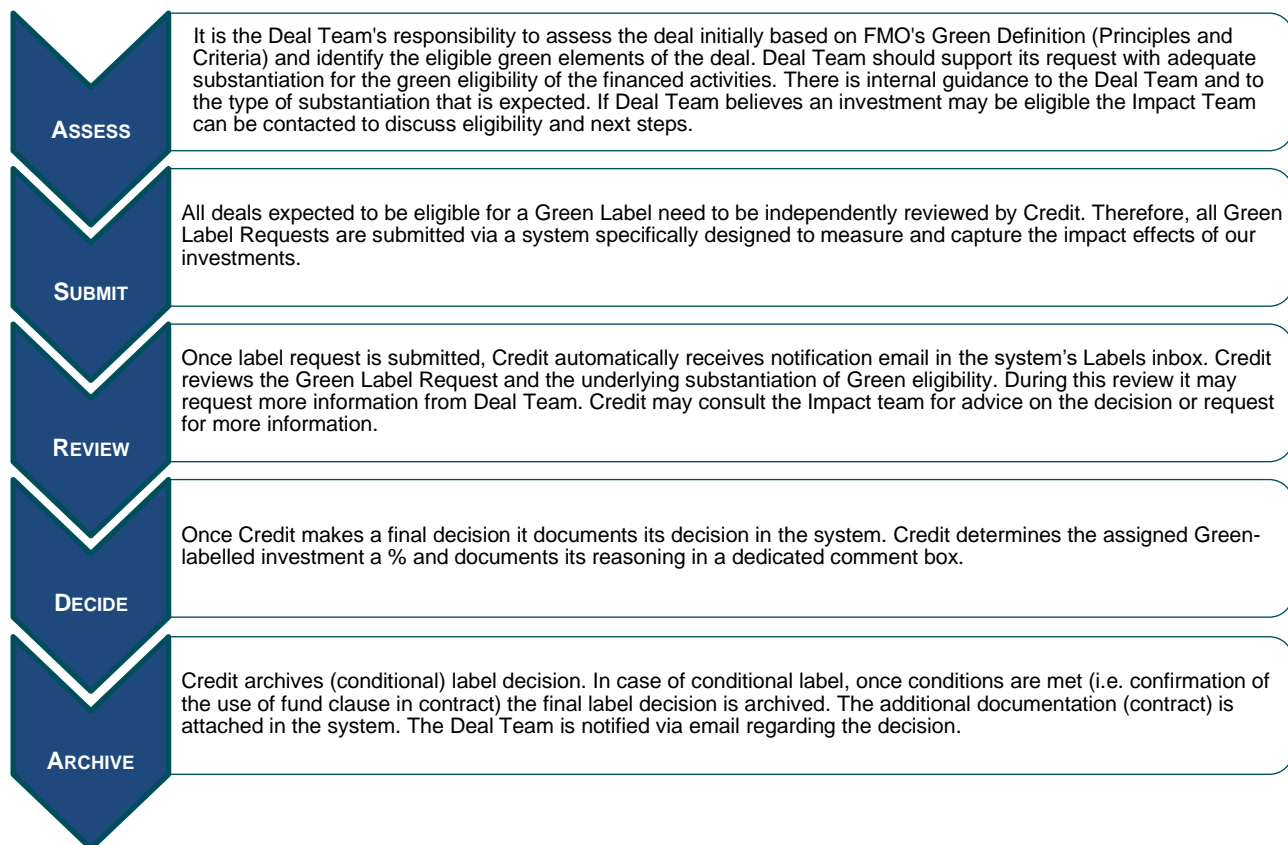 It is the Deal Team's responsibility to assess the deal initially based on FMO's Green Definition (Principles and
Criteria) and identify the eligible green elements of the deal. Deal Team should support its request with adequate
substantiation for the green eligibility of the financed activities. There is internal guidance to the Deal Team and to
the type of substantiation that is expected. If Deal Team believes an investment may be eligible the Impact Team
can be contacted to discuss eligibility and next steps.
ASSESS
All deals expected to be eligible for a Green Label need to be independently reviewed by Credit. Therefore, all Green
Label Requests are submitted via a system specifically designed to measure and capture the impact effects of our
investments.
SUBMIT
Once label request is submitted, Credit automatically receives notification email in the system’s Labels inbox. Credit
reviews the Green Label Request and the underlying substantiation of Green eligibility. During this review it may
request more information from Deal Team. Credit may consult the Impact team for advice on the decision or request
for more information.
REVIEW
Once Credit makes a final decision it documents its decision in the system. Credit determines the assigned Green-
labelled investment a % and documents its reasoning in a dedicated comment box.
DECIDE
Credit archives (conditional) label decision. In case of conditional label, once conditions are met (i.e. confirmation of
the use of fund clause in contract) the final label decision is archived. The additional documentation (contract) is
attached in the system. The Deal Team is notified via email regarding the decision.
ARCHIVE